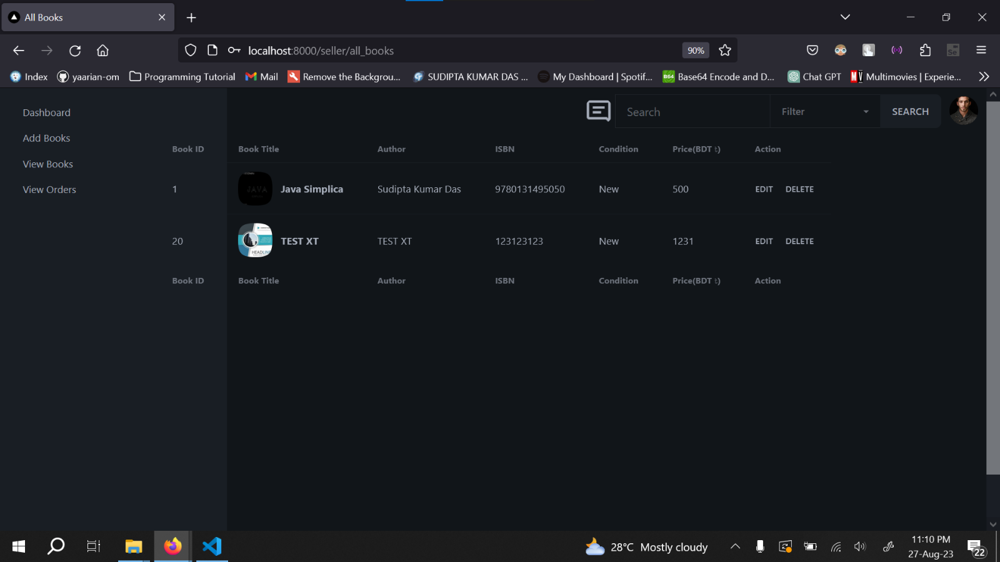 All Books
localhost:8000/seller/all_books
90%
Index
yaarian-om
Programming Tutorial
Mail
Remove the Backgrou...
SUDIPTA KUMAR DAS ...
My Dashboard | Spotif...
B64
Base64 Encode and D...
Chat GPT
MV
Multimovies | Experie...
Dashboard
Add Books
View Books
View Orders
Search
Filter
SEARCH
Book ID Book Title Author ISBN Condition Price(BDT ৳) Action
1 JAVA Java Simplica Sudipta Kumar Das 9780131495050 New 500 EDIT DELETE
20 HEADLINE TEST XT TEST XT 123123123 New 1231 EDIT DELETE
Book ID Book Title Author ISBN Condition Price(BDT ৳) Action
28°C Mostly cloudy
11:10 PM
27-Aug-23
22